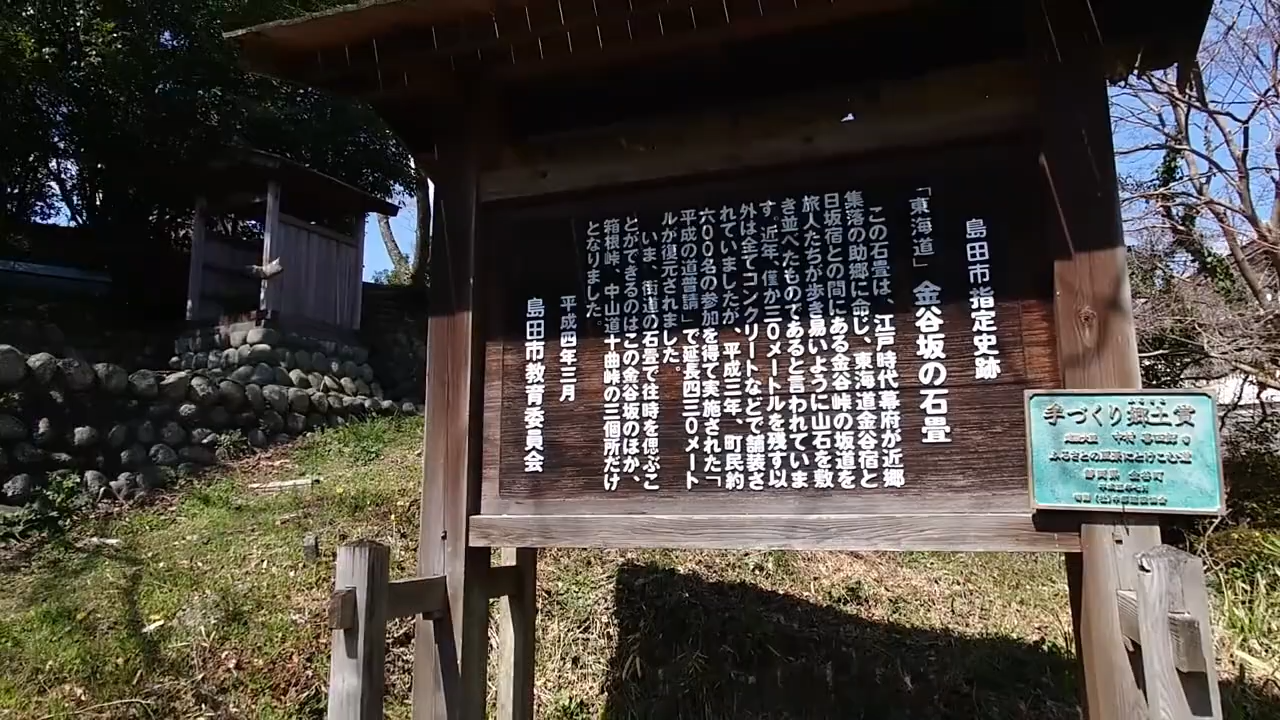 島田市指定史跡
「東海道」金谷坂の石畳
この石畳は、江戸時代幕府が近郷
集落の助郷に命じ、東海道金谷宿と
日坂宿との間にある金谷峠の坂道を
旅人たちが歩き易いように山石を敷
き並べたものであると言われていま
す。近年、僅か三〇メートルを残す以
外は全てコンクリートなどで舗装さ
れていましたが、平成三年、町民約
六〇〇名の参加を得て実施された「
平成の道普請」で延長四三〇メート
ルが復元されました。
いま、街道の石畳で往時を偲ぶこ
とができるのはこの金谷坂のほか、
箱根峠、中山道十曲峠の三個所だけ
となりました。
平成四年三月
島田市教育委員会
手づくり郷土賞
ふるさとの風景にとけこむ道
静岡県 金谷町